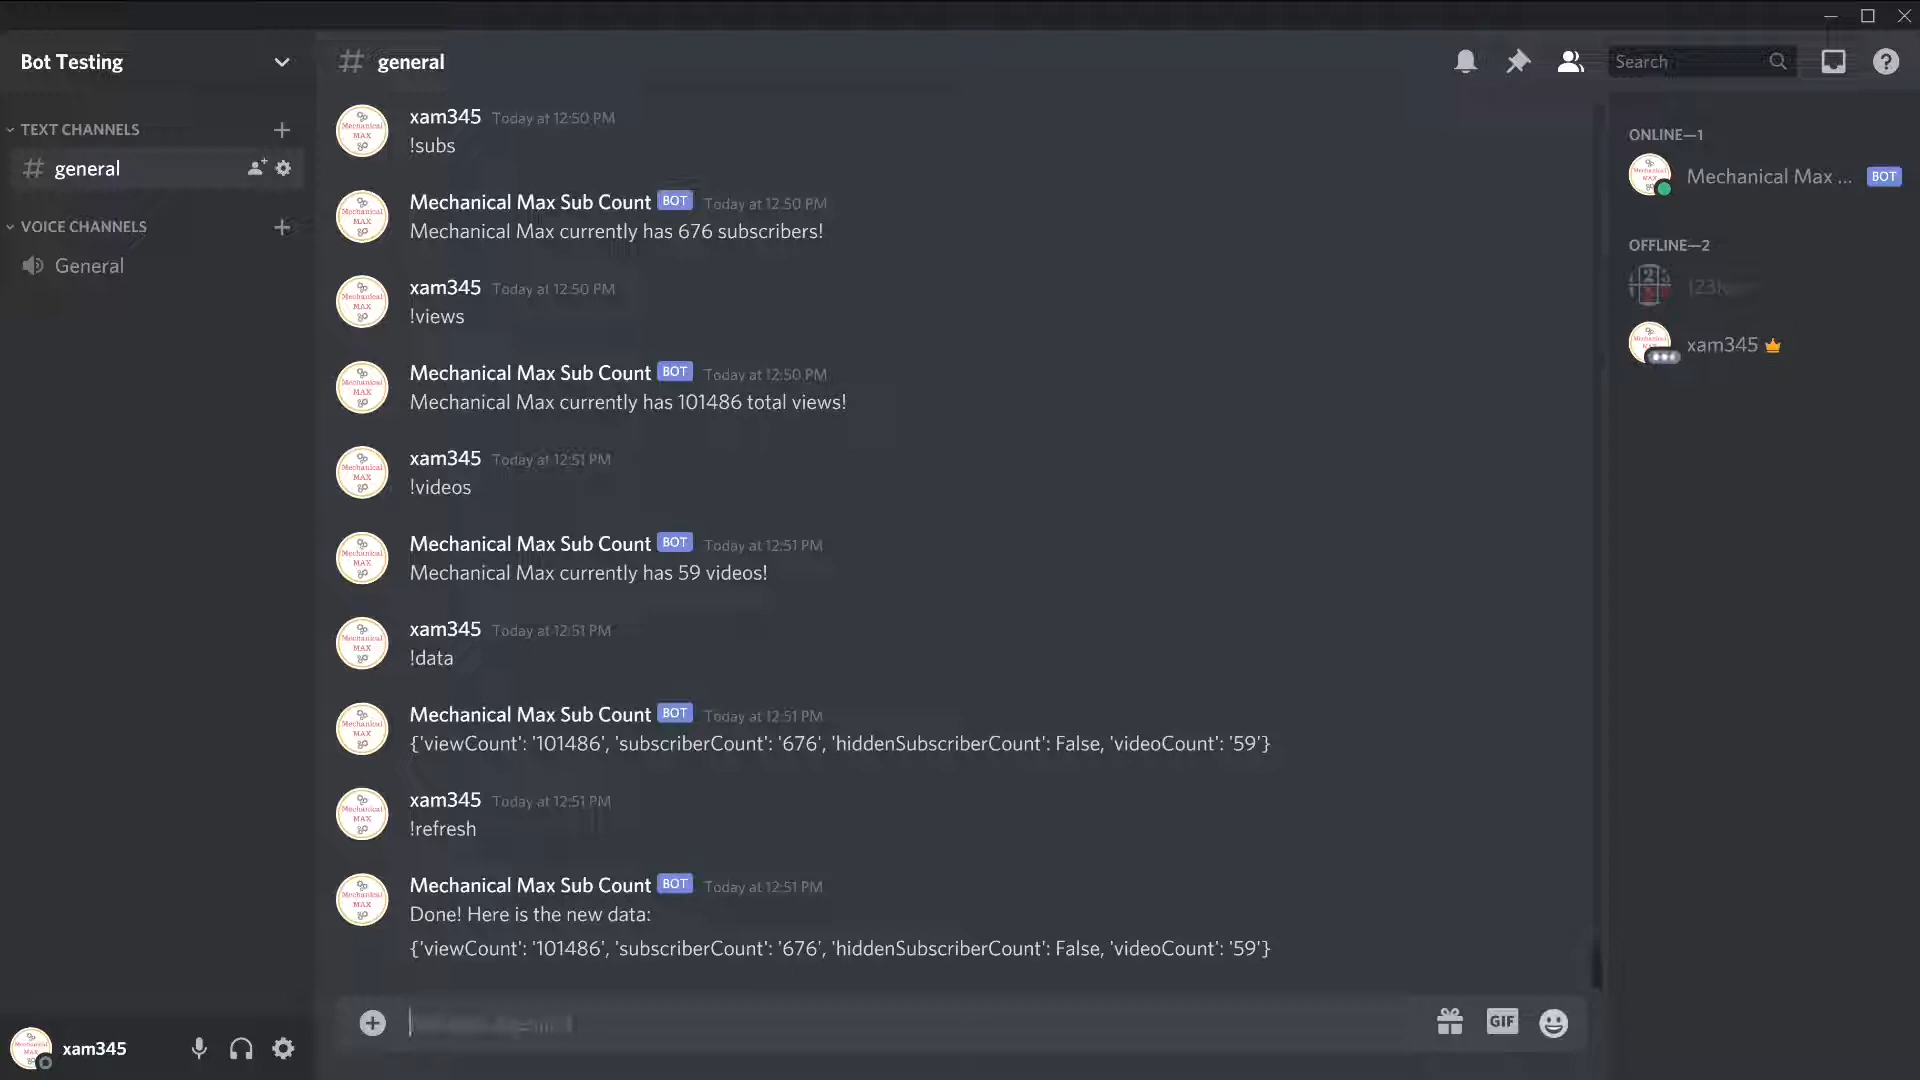 Bot Testing
# general
Search
TEXT CHANNELS
# general
VOICE CHANNELS
General
xam345 Today at 12:50 PM
!subs
Mechanical Max Sub Count BOT Today at 12:50 PM
Mechanical Max currently has 676 subscribers!
xam345 Today at 12:50 PM
!views
Mechanical Max Sub Count BOT Today at 12:50 PM
Mechanical Max currently has 101486 total views!
xam345 Today at 12:51 PM
!videos
Mechanical Max Sub Count BOT Today at 12:51 PM
Mechanical Max currently has 59 videos!
xam345 Today at 12:51 PM
!data
Mechanical Max Sub Count BOT Today at 12:51 PM
{'viewCount': '101486', 'subscriberCount': '676', 'hiddenSubscriberCount': False, 'videoCount': '59'}
xam345 Today at 12:51 PM
!refresh
Mechanical Max Sub Count BOT Today at 12:51 PM
Done! Here is the new data:
{'viewCount': '101486', 'subscriberCount': '676', 'hiddenSubscriberCount': False, 'videoCount': '59'}
GIF
xam345
ONLINE—1
Mechanical Max ... BOT
OFFLINE—2
xam345